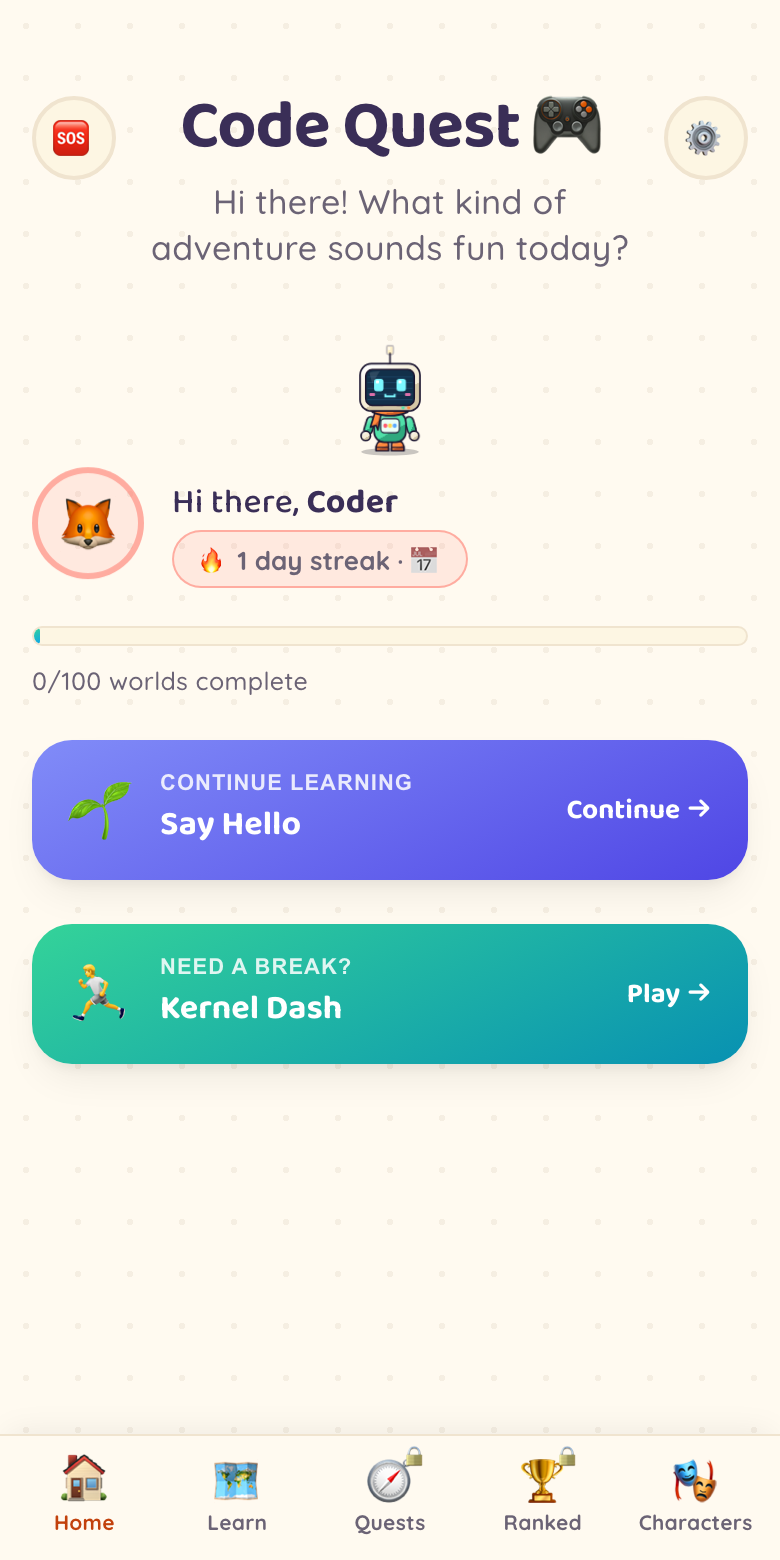 SOS
Code Quest
Hi there! What kind of
adventure sounds fun today?
Hi there, Coder
1 day streak ·
17
0/100 worlds complete
CONTINUE LEARNING
Say Hello
Continue →
NEED A BREAK?
Kernel Dash
Play →
Home
Learn
Quests
Ranked
Characters